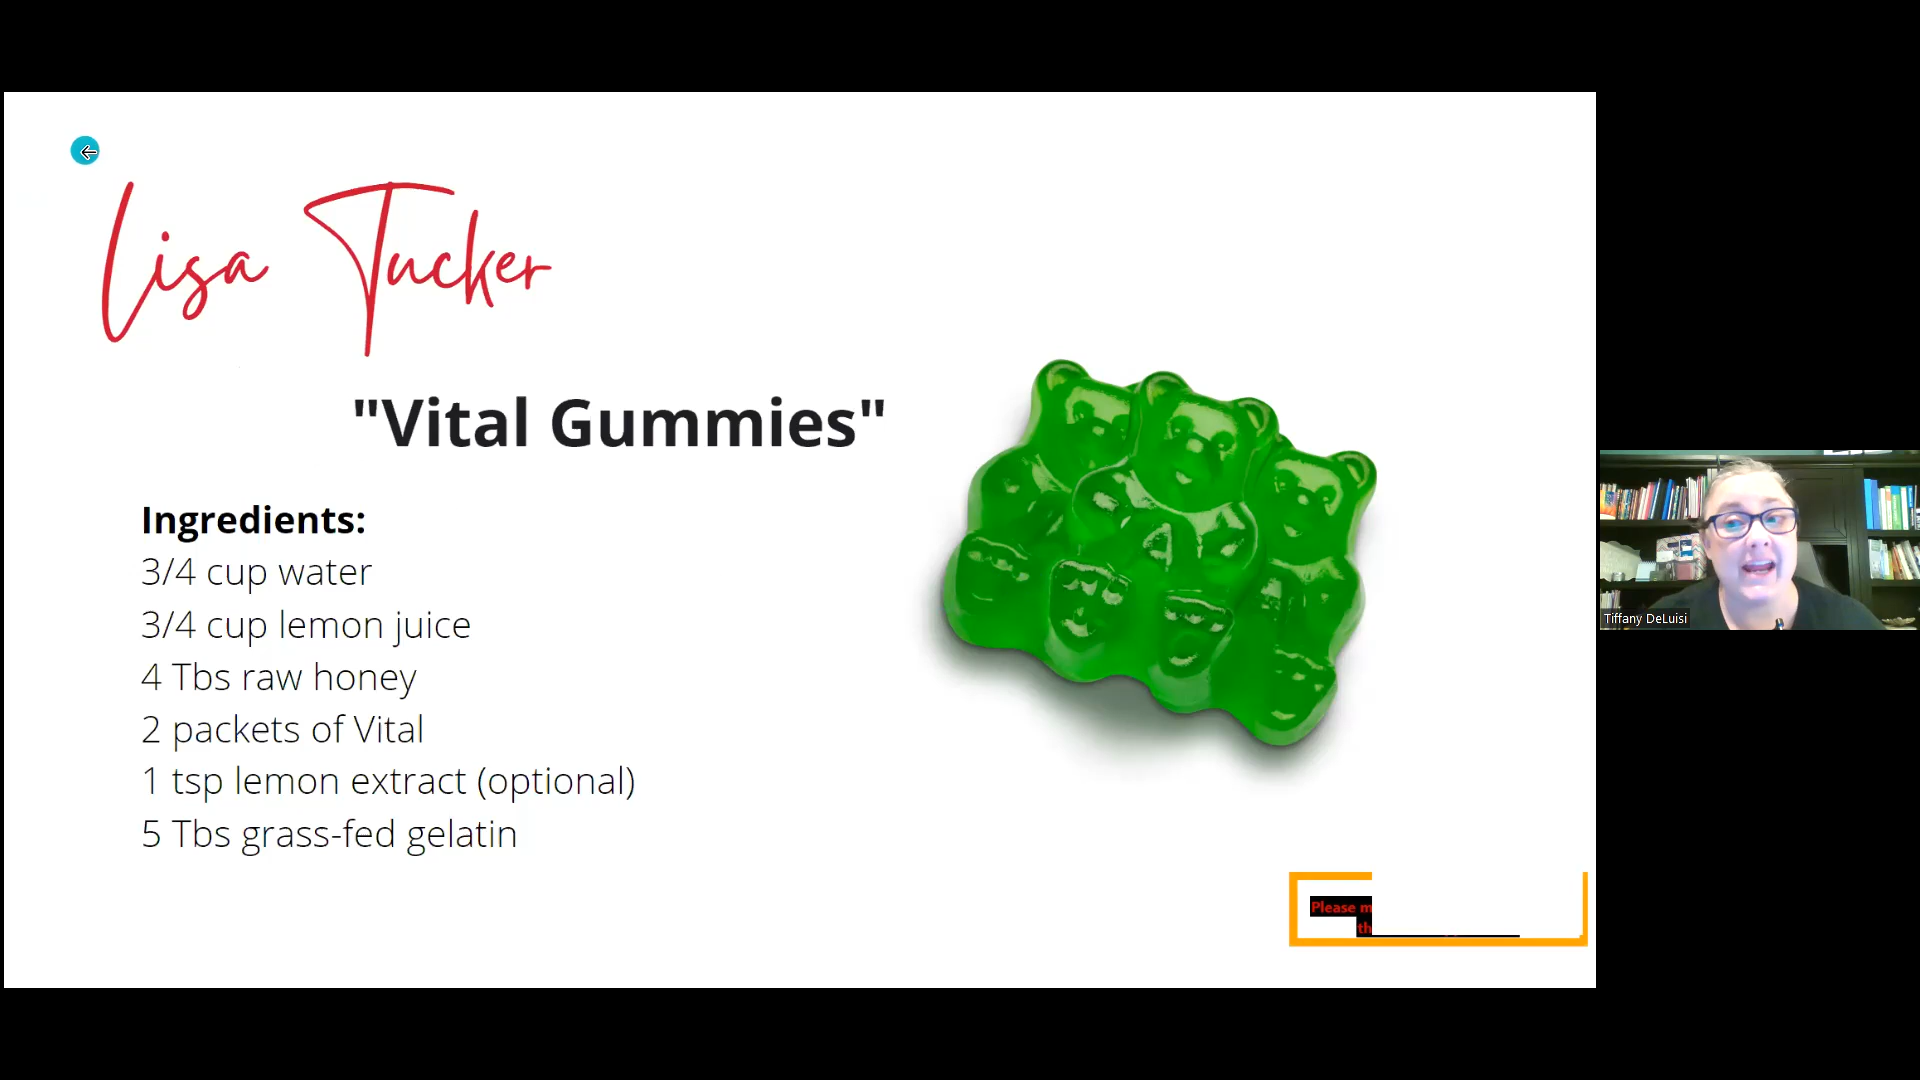 Lisa Tucker
"Vital Gummies"
Ingredients:
3/4 cup water
3/4 cup lemon juice
4 Tbs raw honey
2 packets of Vital
1 tsp lemon extract (optional)
5 Tbs grass-fed gelatin
Please m
th
Tiffany DeLuisi